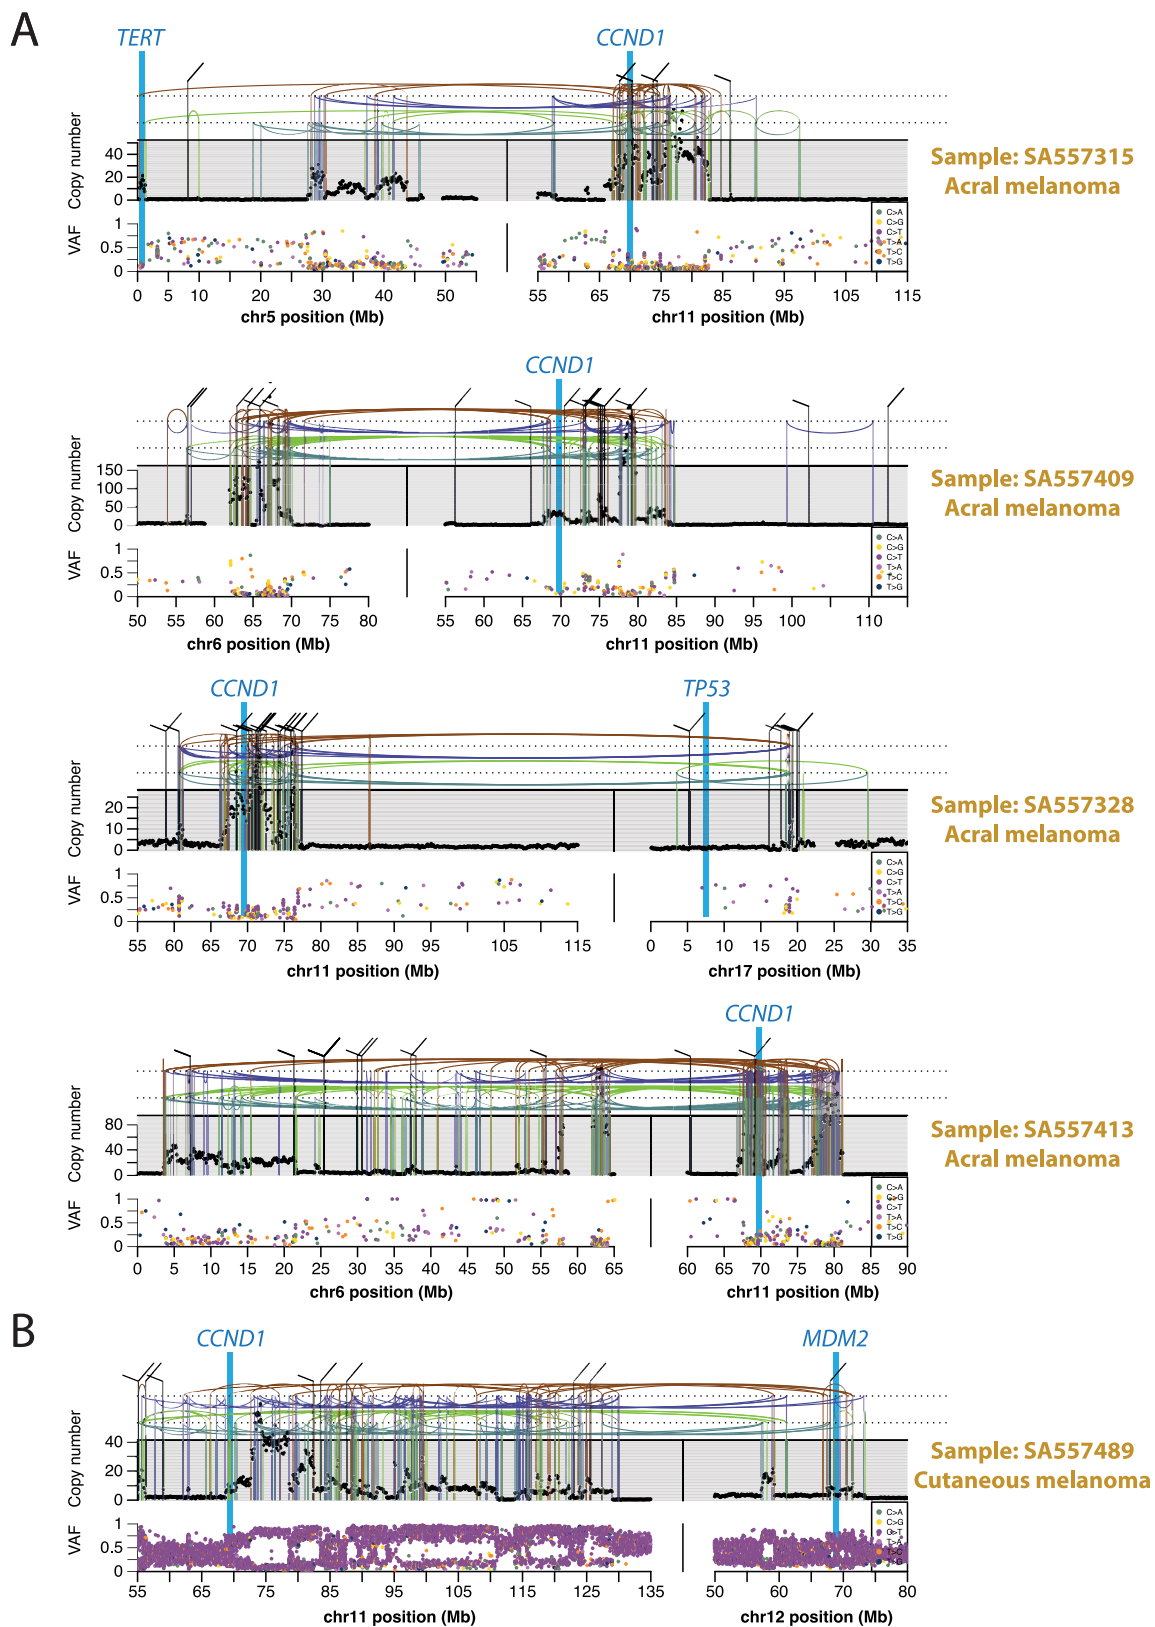 A
TERT CCND1
Copy number
40
20
0
VAF
1
0.5
0
C>A
C>G
C>T
T>A
T>C
T>G
0 10 20 30 40 50 55 65 75 85 95 105 115
chr5 position (Mb) chr11 position (Mb)
Sample: SA557315
Acral melanoma
CCND1
Copy number
150
100
50
0
VAF
1
0.5
0
C>A
C>G
C>T
T>A
T>C
T>G
50 55 60 65 70 75 80 55 60 70 80 90 100 110
chr6 position (Mb) chr11 position (Mb)
Sample: SA557409
Acral melanoma
CCND1 TP53
Copy number
20
10
0
VAF
1
0.5
0
C>A
C>G
C>T
T>A
T>C
T>G
55 60 65 70 75 80 85 90 95 105 115 0 5 10 15 20 25 30 35
chr11 position (Mb) chr17 position (Mb)
Sample: SA557328
Acral melanoma
CCND1
Copy number
80
40
0
VAF
1
0.5
0
C>A
C>G
C>T
T>A
T>C
T>G
0 5 10 15 20 25 30 35 40 45 50 55 60 65 60 65 70 75 80 85 90
chr6 position (Mb) chr11 position (Mb)
Sample: SA557413
Acral melanoma
B
CCND1 MDM2
Copy number
40
20
0
VAF
1
0.5
0
C>A
C>G
C>T
T>A
T>C
T>G
55 65 75 85 95 105 115 125 135 50 60 70 80
chr11 position (Mb) chr12 position (Mb)
Sample: SA557489
Cutaneous melanoma